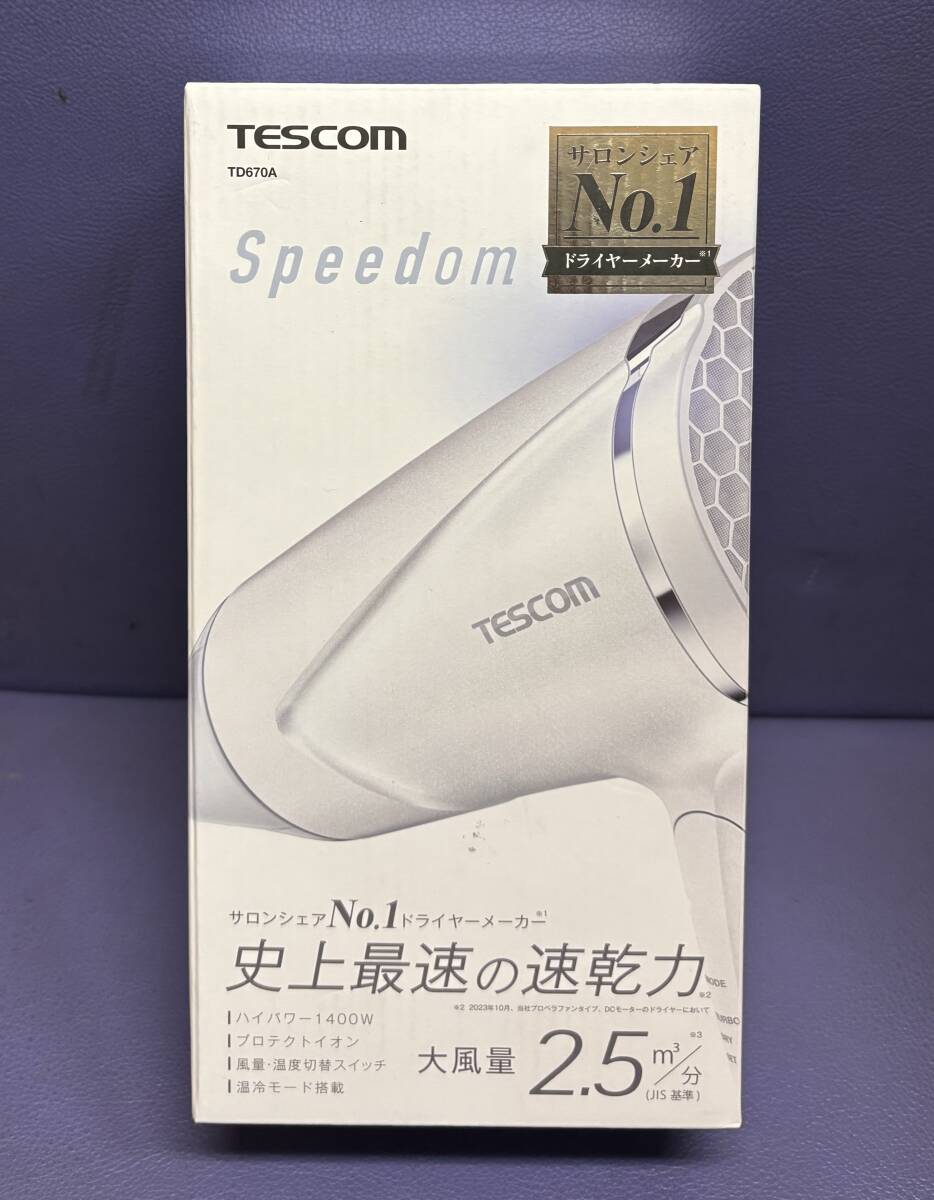 TESCOM
TD670A
サロンシェア
No.1
ドライヤーメーカー※1
Speedom
TESCOM
サロンシェアNo.1ドライヤーメーカー※1
史上最速の速乾力※2
※2 2023年10月、当社プロペラファンタイプ、DCモーターのドライヤーにおいて
ハイパワー1400W
プロテクトイオン
風量・温度切替スイッチ
温冷モード搭載
大風量 2.5m³/分※3
(JIS 基準)